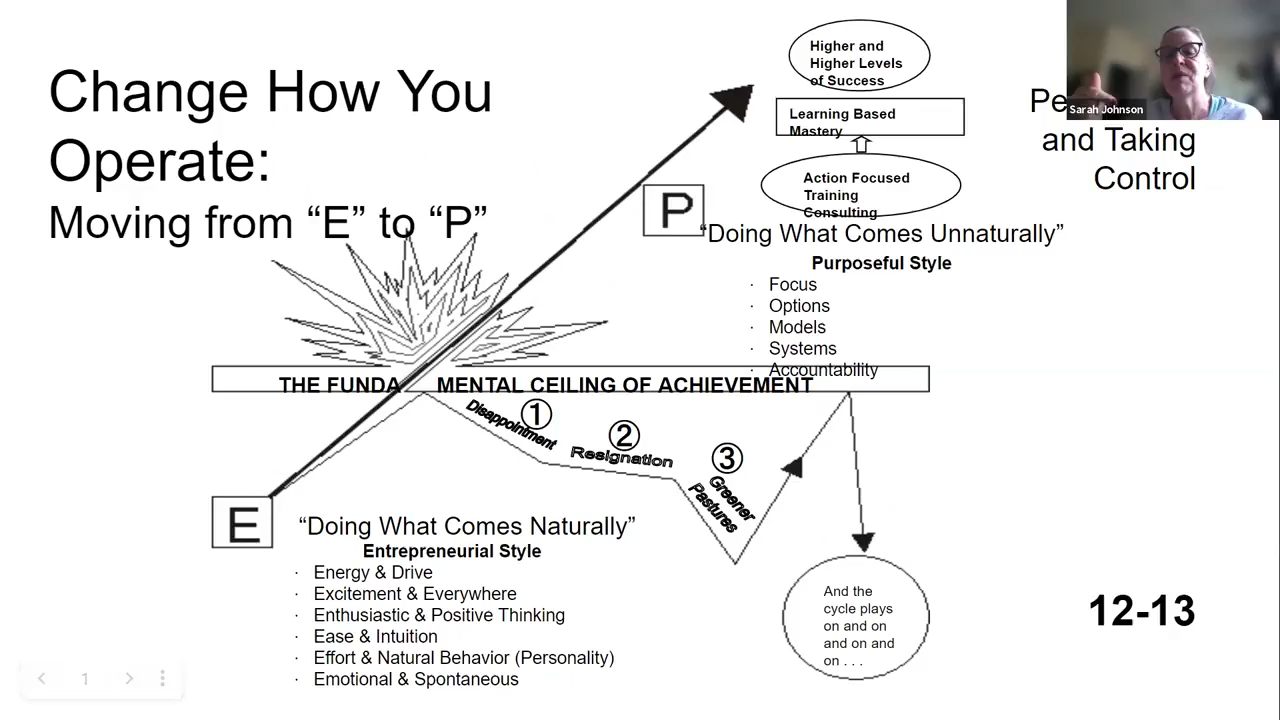 Change How You
Operate:
Moving from “E” to “P”
Higher and
Higher Levels
of Success
Learning Based
Mastery
Action Focused
Training
Consulting
Sarah Johnson
and Taking
Control
P
“Doing What Comes Unnaturally”
Purposeful Style
· Focus
· Options
· Models
· Systems
· Accountability
THE FUNDA MENTAL CEILING OF ACHIEVEMENT
1
Disappointment
2
Resignation
3
Greener
Pastures
E
“Doing What Comes Naturally”
Entrepreneurial Style
· Energy & Drive
· Excitement & Everywhere
· Enthusiastic & Positive Thinking
· Ease & Intuition
· Effort & Natural Behavior (Personality)
· Emotional & Spontaneous
And the
cycle plays
on and on
and on and
on . . .
12-13
1